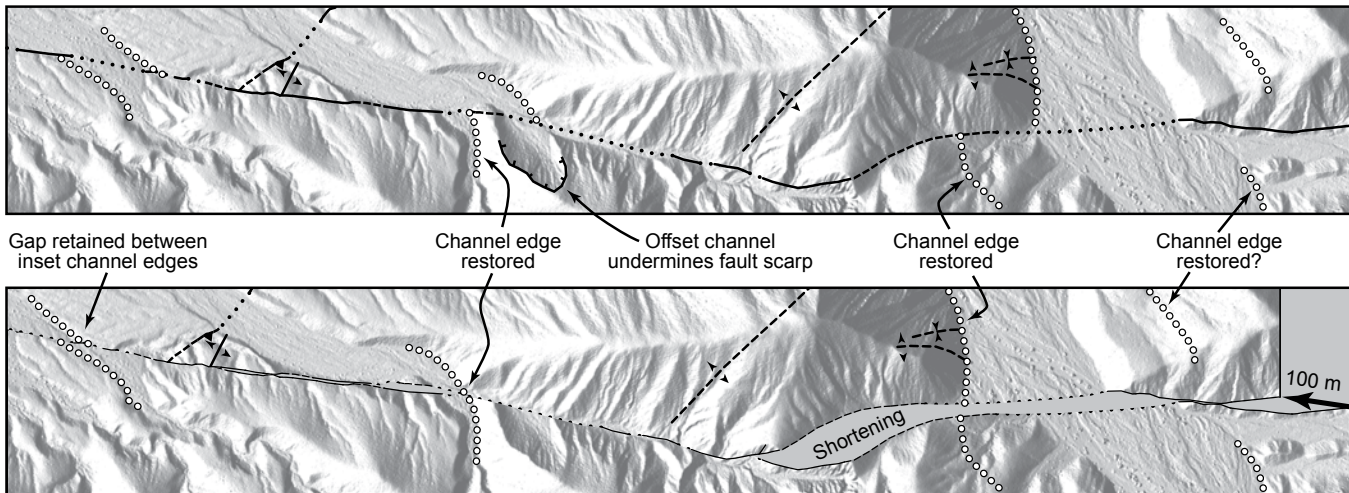 Gap retained between
inset channel edges
Channel edge
restored
Offset channel
undermines fault scarp
Channel edge
restored
Channel edge
restored?
100 m
Shortening